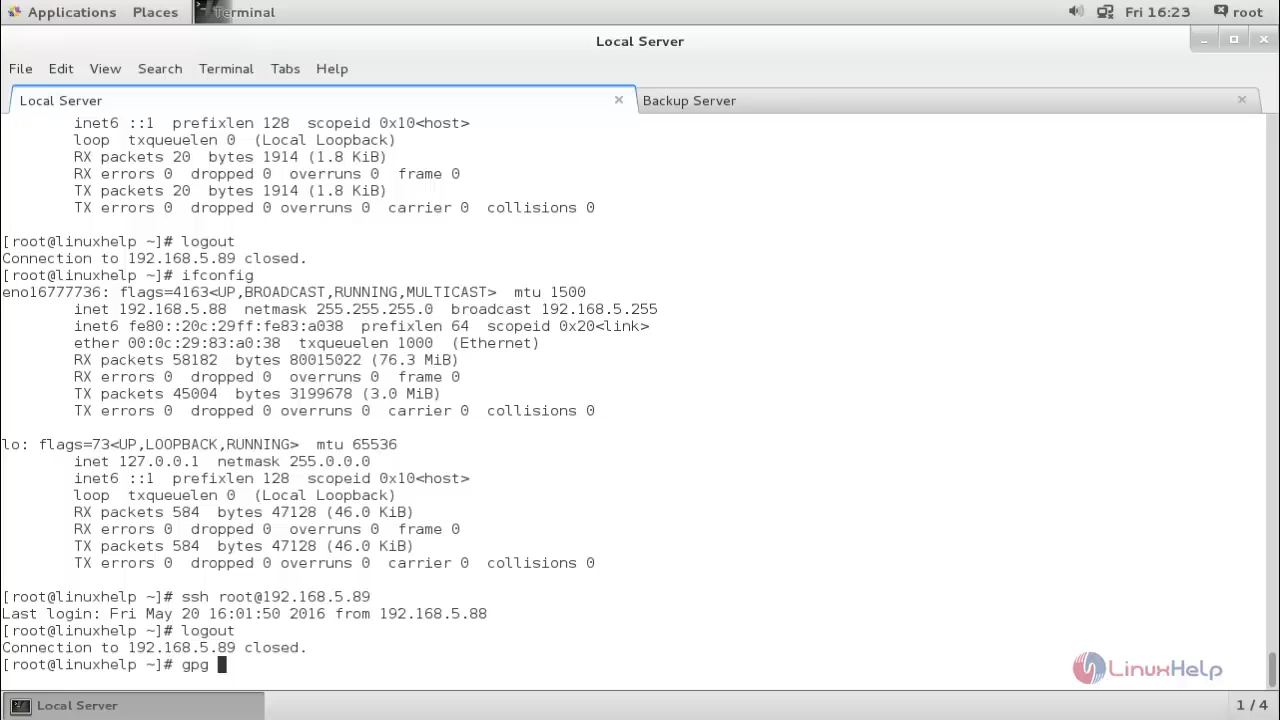 Applications Places Terminal Fri 16:23 root
Local Server
File Edit View Search Terminal Tabs Help
Local Server Backup Server
inet6 ::1 prefixlen 128 scopeid 0x10<host>
loop txqueuelen 0 (Local Loopback)
RX packets 20 bytes 1914 (1.8 KiB)
RX errors 0 dropped 0 overruns 0 frame 0
TX packets 20 bytes 1914 (1.8 KiB)
TX errors 0 dropped 0 overruns 0 carrier 0 collisions 0
[root@linuxhelp ~]# logout
Connection to 192.168.5.89 closed.
[root@linuxhelp ~]# ifconfig
eno16777736: flags=4163<UP,BROADCAST,RUNNING,MULTICAST> mtu 1500
inet 192.168.5.88 netmask 255.255.255.0 broadcast 192.168.5.255
inet6 fe80::20c:29ff:fe83:a038 prefixlen 64 scopeid 0x20<link>
ether 00:0c:29:83:a0:38 txqueuelen 1000 (Ethernet)
RX packets 58182 bytes 80015022 (76.3 MiB)
RX errors 0 dropped 0 overruns 0 frame 0
TX packets 45004 bytes 3199678 (3.0 MiB)
TX errors 0 dropped 0 overruns 0 carrier 0 collisions 0
lo: flags=73<UP,LOOPBACK,RUNNING> mtu 65536
inet 127.0.0.1 netmask 255.0.0.0
inet6 ::1 prefixlen 128 scopeid 0x10<host>
loop txqueuelen 0 (Local Loopback)
RX packets 584 bytes 47128 (46.0 KiB)
RX errors 0 dropped 0 overruns 0 frame 0
TX packets 584 bytes 47128 (46.0 KiB)
TX errors 0 dropped 0 overruns 0 carrier 0 collisions 0
[root@linuxhelp ~]# ssh root@192.168.5.89
Last login: Fri May 20 16:01:50 2016 from 192.168.5.88
[root@linuxhelp ~]# logout
Connection to 192.168.5.89 closed.
[root@linuxhelp ~]# gpg
LinuxHelp
Local Server 1 / 4